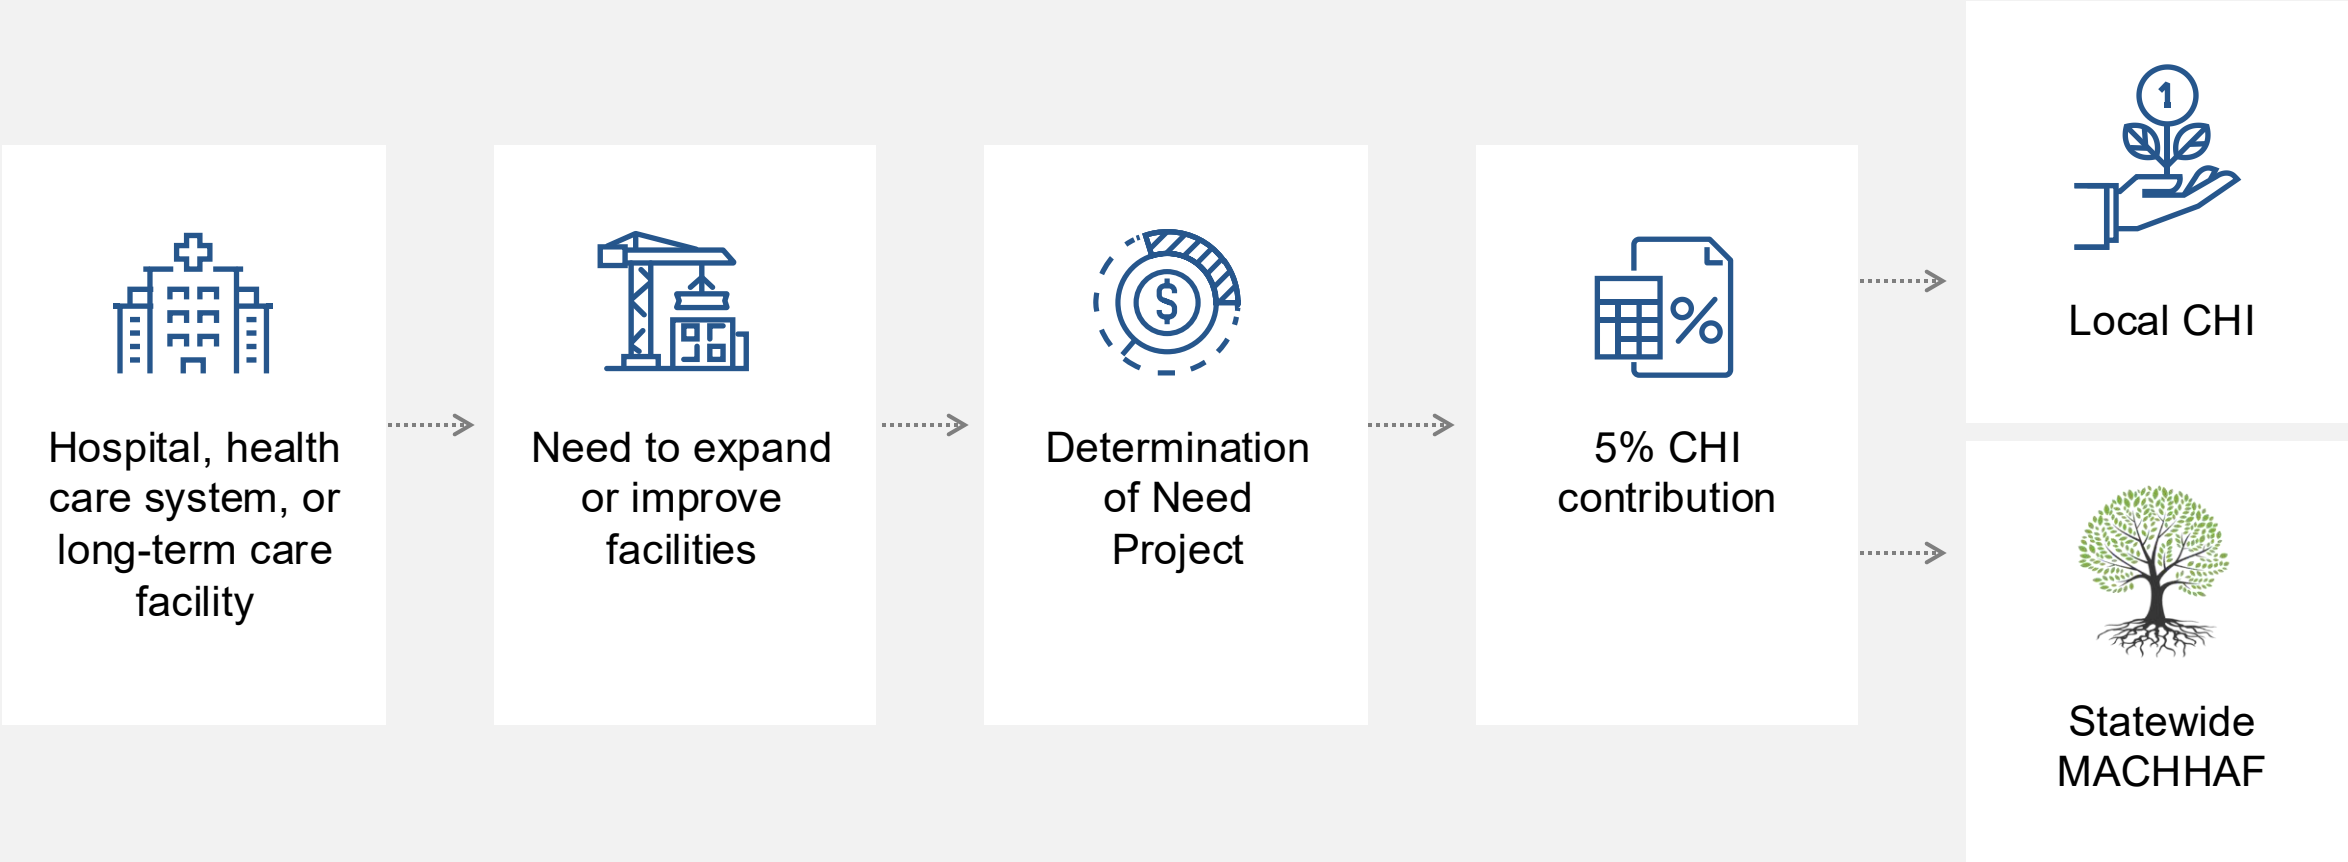 Hospital, health
care system, or
long-term care
facility
Need to expand
or improve
facilities
$
Determination
of Need
Project
%
5% CHI
contribution
1
Local CHI
Statewide
MACHHAF